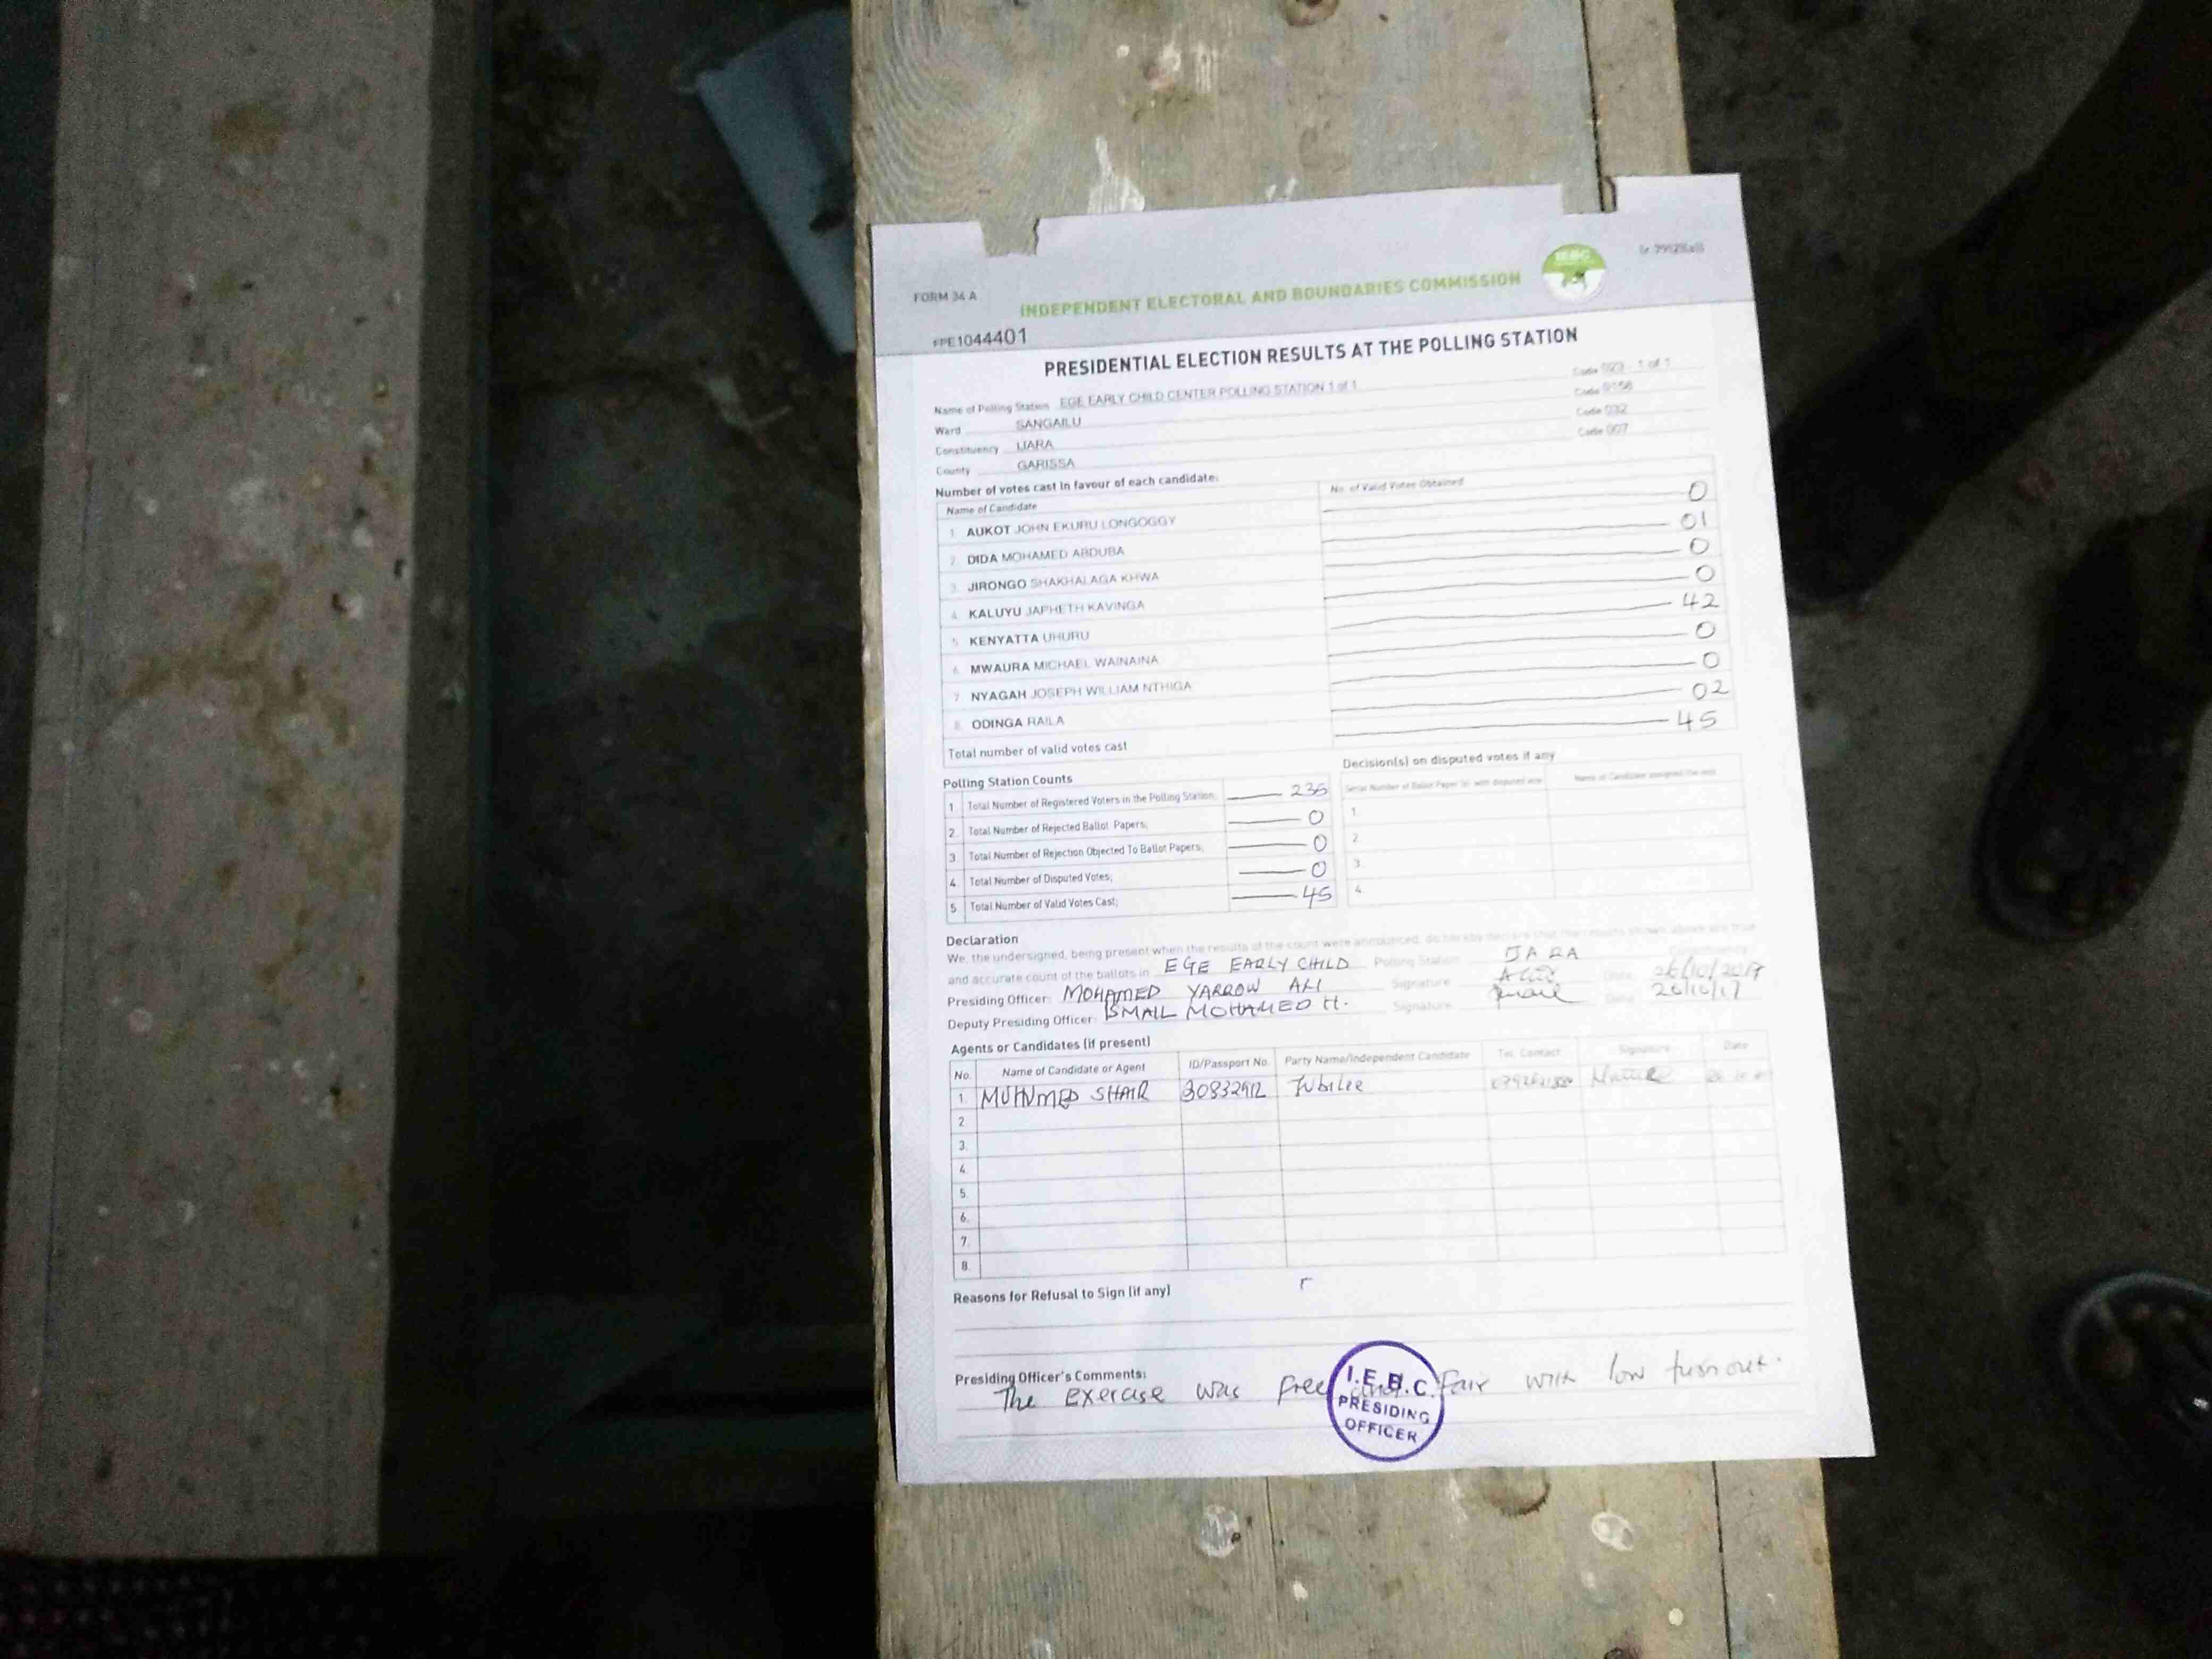 FORM 34 A
INDEPENDENT ELECTORAL AND BOUNDARIES COMMISSION
IEBC
PE1044401
PRESIDENTIAL ELECTION RESULTS AT THE POLLING STATION
Name of Polling Station EGE EARLY CHILD CENTER POLLING STATION 1 of 1 Code 1 of 1
Ward SANGAILU Code
Constituency IJARA Code 032
County GARISSA Code 007
Number of votes cast in favour of each candidate:
Name of Candidate No. of Valid Votes Obtained
1. AUKOT JOHN EKURU LONGOGGY 0
2. DIDA MOHAMED ABDUBA 01
3. JIRONGO SHAKHALAGA KHWA 0
4. KALUYU JAPHETH KAVINGA 0
5. KENYATTA UHURU 42
6. MWAURA MICHAEL WAINAINA 0
7. NYAGAH JOSEPH WILLIAM NTHIGA 0
8. ODINGA RAILA 02
Total number of valid votes cast 45
Polling Station Counts
1. Total Number of Registered Voters in the Polling Station; 235
2. Total Number of Rejected Ballot Papers; 0
3. Total Number of Rejection Objected To Ballot Papers; 0
4. Total Number of Disputed Votes; 0
5. Total Number of Valid Votes Cast; 45
Decision(s) on disputed votes if any
Serial Number of Ballot Paper (s) with disputed vote Name of Candidate assigned the vote
1.
2.
3.
4.
Declaration
We, the undersigned, being present when the results of the count were announced, do hereby declare that the results shown above are true
and accurate count of the ballots in EGE EARLY CHILD Polling Station IJARA Constituency
Presiding Officer: MOHAMED YARROW ALI Signature Date 26/10/2017
Deputy Presiding Officer: ISMAIL MOHAMED H. Signature Date 26/10/17
Agents or Candidates (if present)
No. Name of Candidate or Agent ID/Passport No. Party Name/Independent Candidate Tel. Contact Signature Date
1. MUHUMED SHAIR 30832912 Jubilee
2.
3.
4.
5.
6.
7.
8.
Reasons for Refusal to Sign (if any)
Presiding Officer's Comments:
The exercise was free and fair with low turnout.
I.E.B.C.
PRESIDING
OFFICER